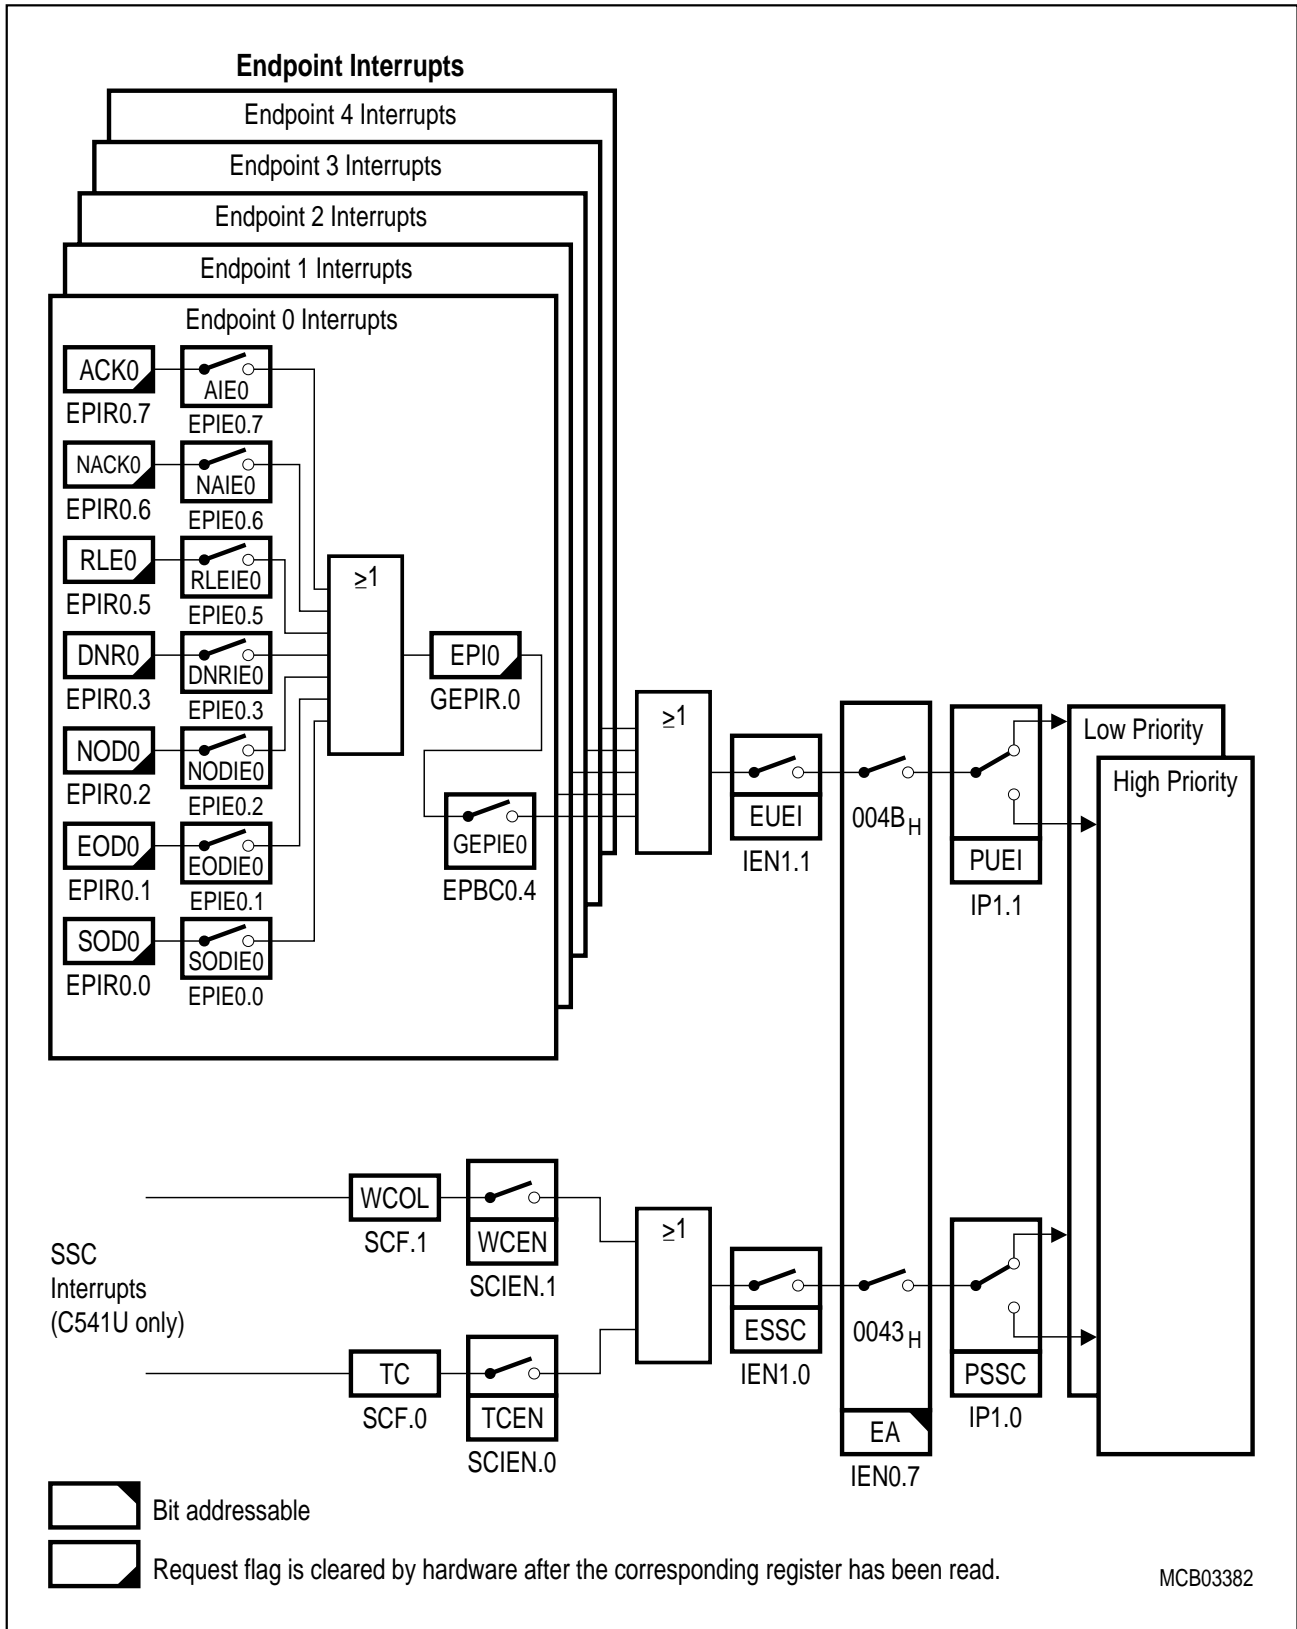 Endpoint Interrupts
Endpoint 4 Interrupts
Endpoint 3 Interrupts
Endpoint 2 Interrupts
Endpoint 1 Interrupts
Endpoint 0 Interrupts
ACK0
AIE0
EPIR0.7
EPIE0.7
NACK0
NAIE0
EPIR0.6
EPIE0.6
RLE0
RLEIE0
EPIR0.5
EPIE0.5
DNR0
DNRIE0
EPIR0.3
EPIE0.3
NOD0
NODIE0
EPIR0.2
EPIE0.2
EOD0
EODIE0
EPIR0.1
EPIE0.1
SOD0
SODIE0
EPIR0.0
EPIE0.0
≥1
EPI0
GEPIR.0
GEPIE0
EPBC0.4
≥1
EUEI
IEN1.1
004B H
PUEI
IP1.1
Low Priority
High Priority
SSC
Interrupts
(C541U only)
WCOL
SCF.1
WCEN
SCIEN.1
TC
SCF.0
TCEN
SCIEN.0
≥1
ESSC
IEN1.0
0043 H
EA
IEN0.7
PSSC
IP1.0
Bit addressable
Request flag is cleared by hardware after the corresponding register has been read.
MCB03382